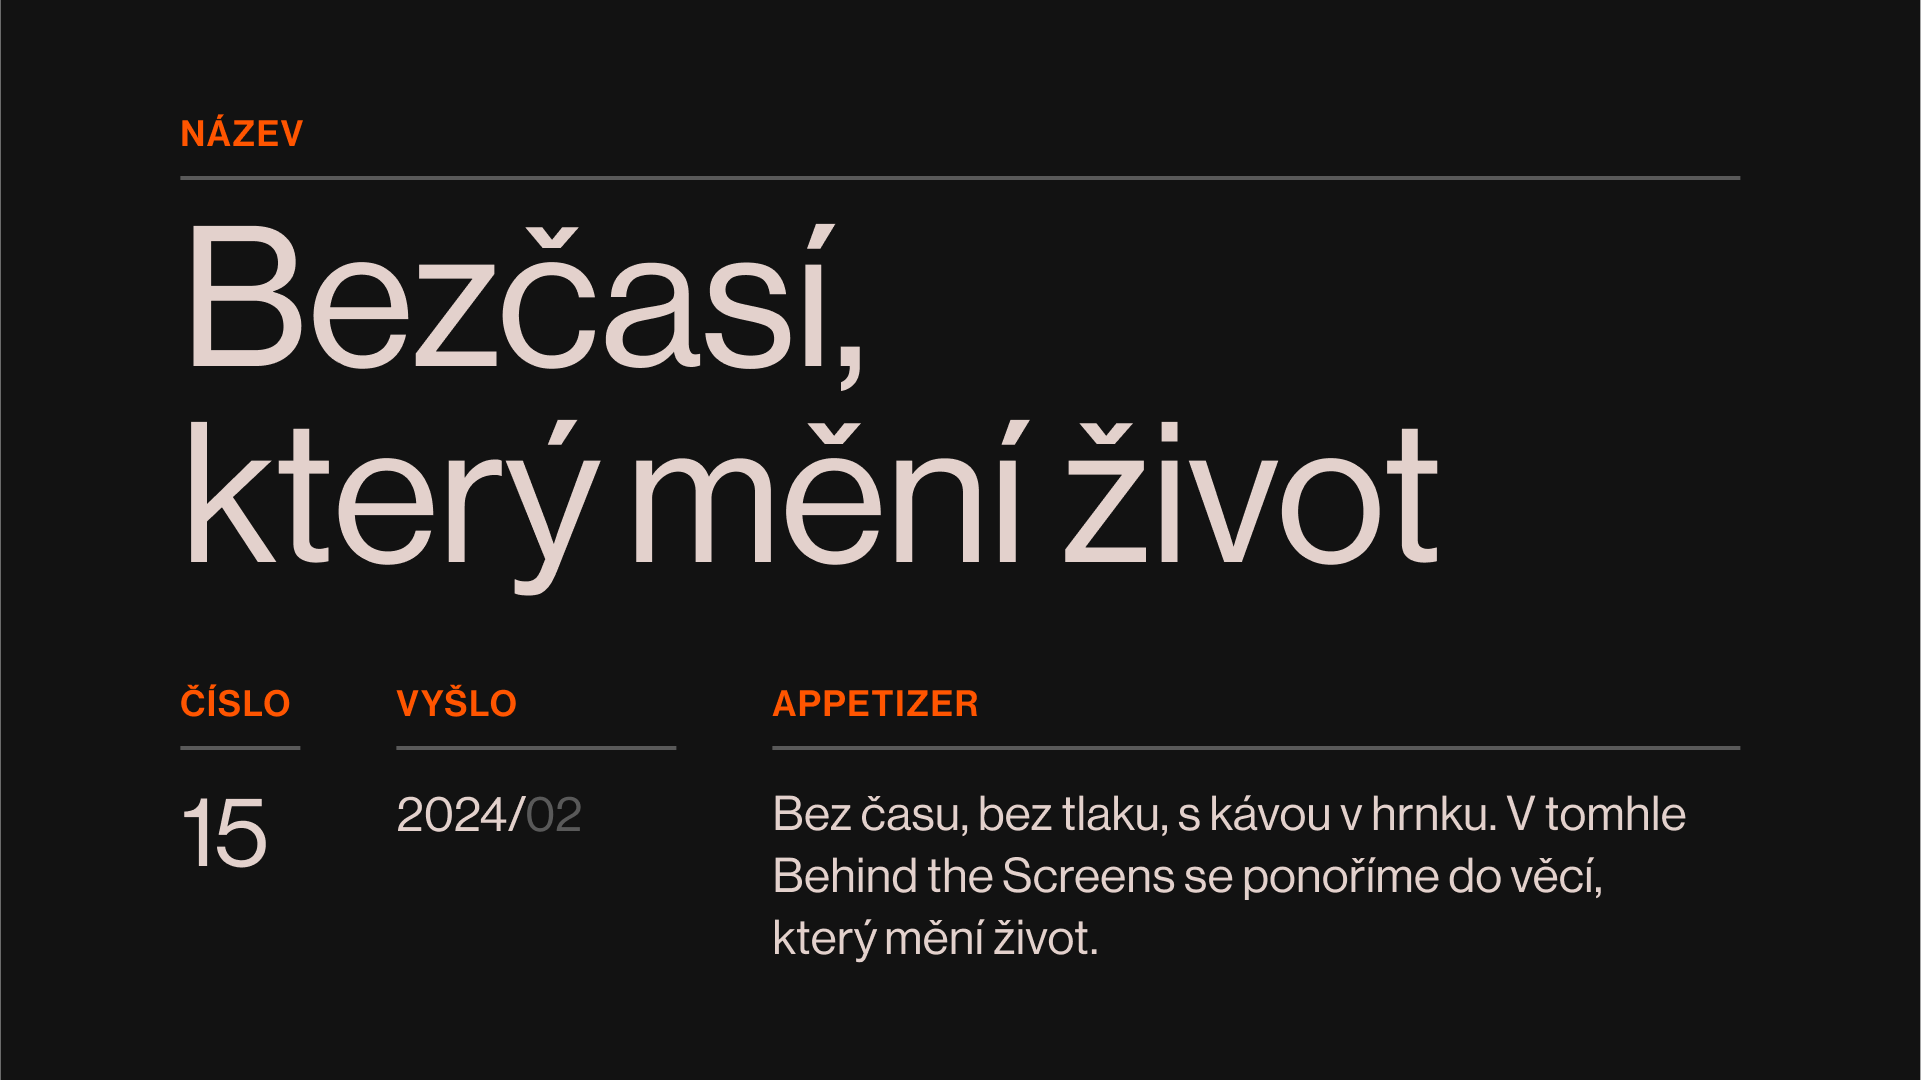 NÁZEV
Bezčasí,
který mění život
ČÍSLO
15
VYŠLO
2024/02
APPETIZER
Bez času, bez tlaku, s kávou v hrnku. V tomhle
Behind the Screens se ponoříme do věcí,
který mění život.